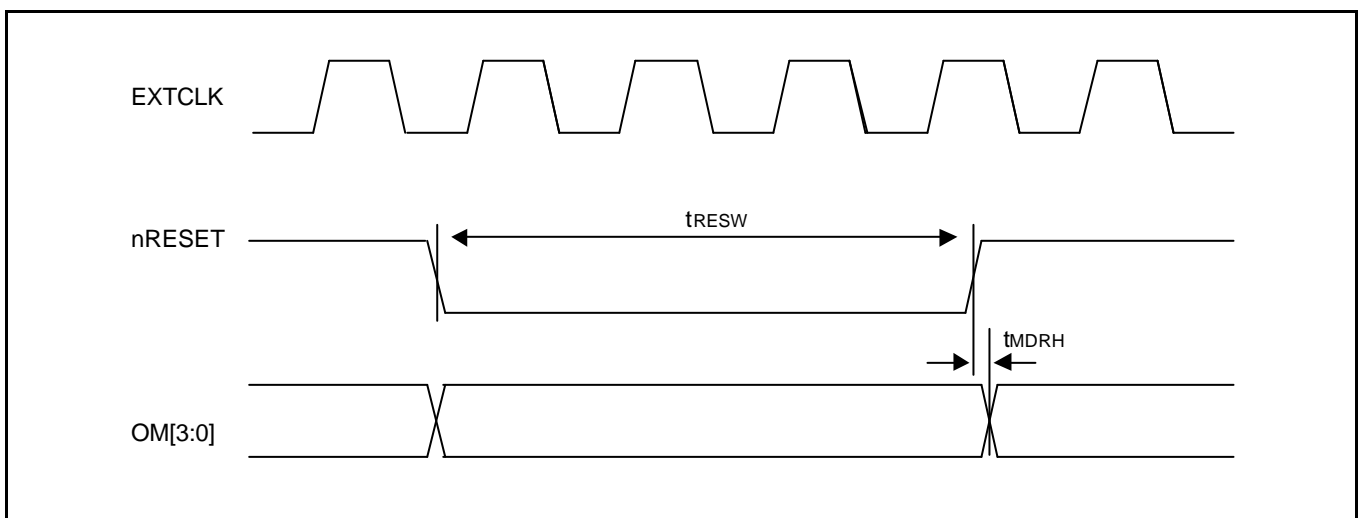 EXTCLK
tRESW
nRESET
tMDRH
OM[3:0]